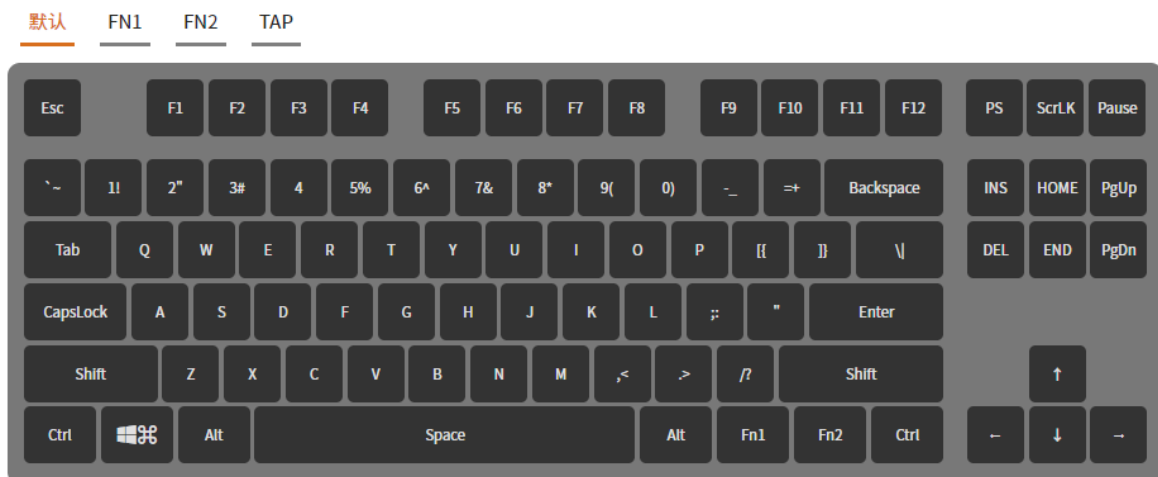 默认 FN1 FN2 TAP
Esc F1 F2 F3 F4 F5 F6 F7 F8 F9 F10 F11 F12 PS ScrLK Pause
`~ 1! 2" 3# 4 5% 6^ 7& 8* 9( 0) -_ =+ Backspace INS HOME PgUp
Tab Q W E R T Y U I O P [{ ]} \| DEL END PgDn
CapsLock A S D F G H J K L ;: " Enter
Shift Z X C V B N M ,< .> /? Shift ↑
Ctrl ⌘ Alt Space Alt Fn1 Fn2 Ctrl ← ↓ →